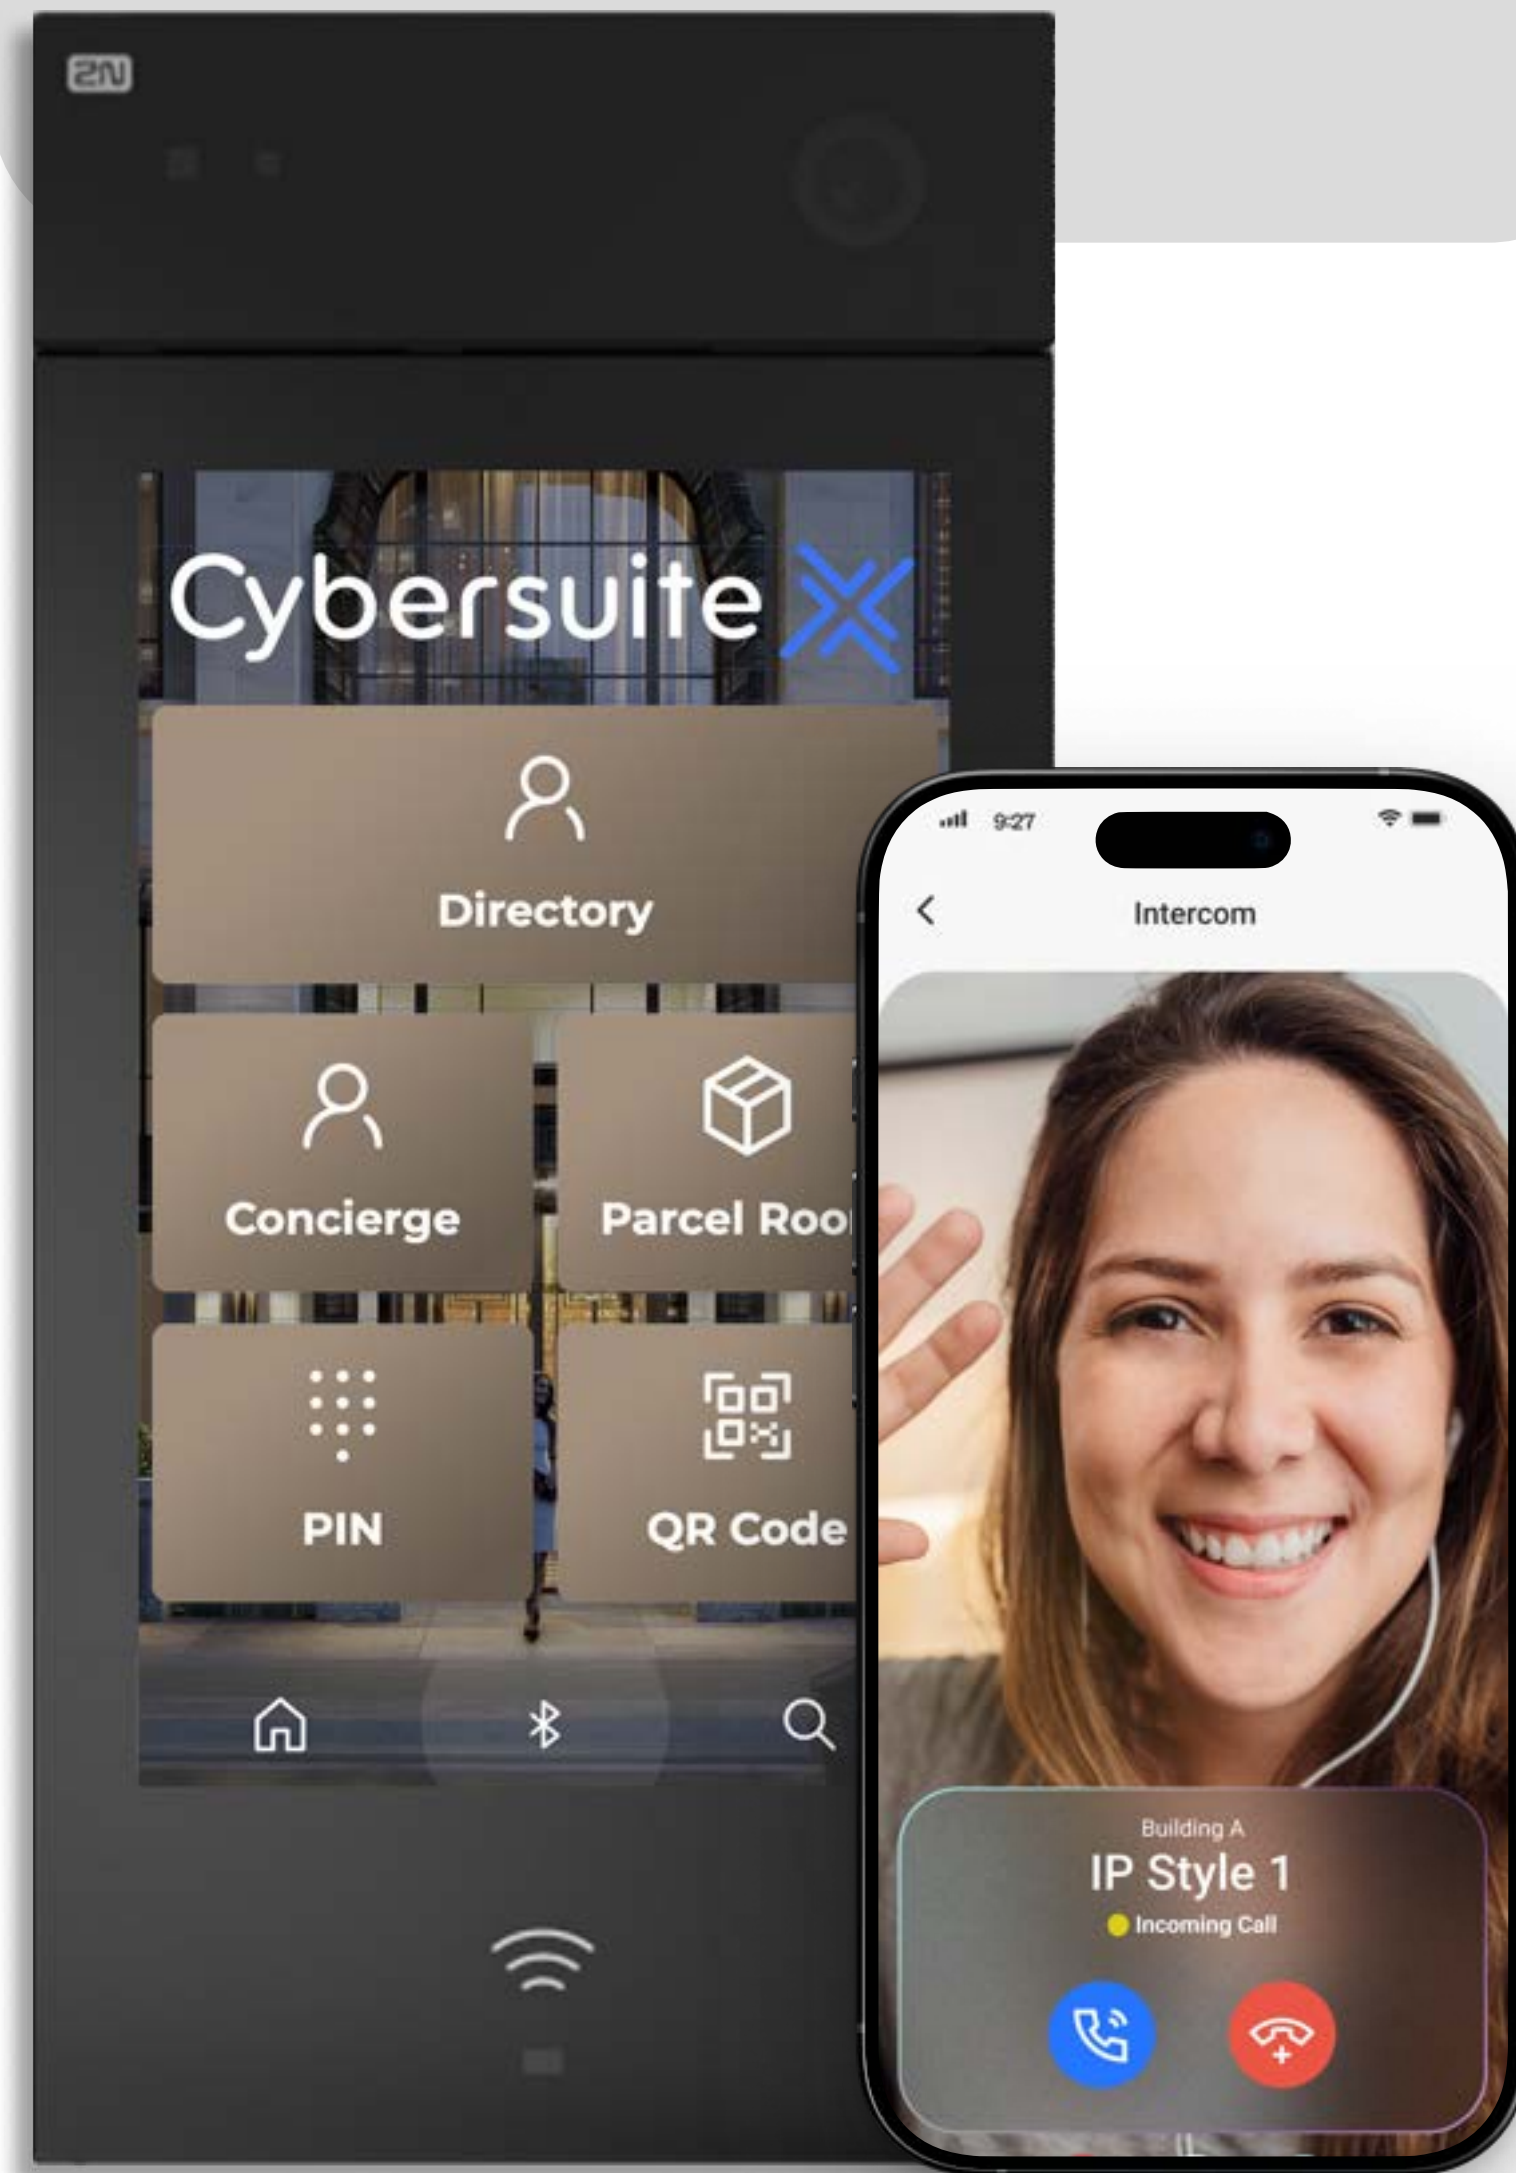 2N
Cybersuite
Directory
Concierge
Parcel Roo
PIN
QR Code
9:27
Intercom
Building A
IP Style 1
Incoming Call